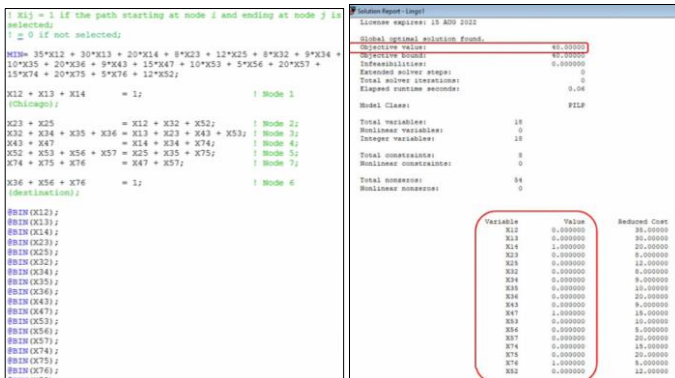 ! Xij = 1 if the path starting at node i and ending at node j is
selected;
! = 0 if not selected;
MIN= 35*X12 + 30*X13 + 20*X14 + 8*X23 + 12*X25 + 8*X32 + 9*X34 +
10*X35 + 20*X36 + 9*X43 + 15*X47 + 10*X53 + 5*X56 + 20*X57 +
15*X74 + 20*X75 + 5*X76 + 12*X52;
X12 + X13 + X14 = 1; ! Node 1
(Chicago);
X23 + X25 = X12 + X32 + X52; ! Node 2;
X32 + X34 + X35 + X36 = X13 + X23 + X43 + X53; ! Node 3;
X43 + X47 = X14 + X34 + X74; ! Node 4;
X52 + X53 + X56 + X57 = X25 + X35 + X75; ! Node 5;
X74 + X75 + X76 = X47 + X57; ! Node 7;
X36 + X56 + X76 = 1; ! Node 6
(destination);
@BIN(X12);
@BIN(X13);
@BIN(X14);
@BIN(X23);
@BIN(X25);
@BIN(X32);
@BIN(X34);
@BIN(X35);
@BIN(X36);
@BIN(X43);
@BIN(X47);
@BIN(X53);
@BIN(X56);
@BIN(X57);
@BIN(X74);
@BIN(X75);
@BIN(X76);
Solution Report - Lingo1
License expires: 15 AUG 2022
Global optimal solution found.
Objective value: 40.00000
Objective bound: 40.00000
Infeasibilities: 0.000000
Extended solver steps: 0
Total solver iterations: 0
Elapsed runtime seconds: 0.06
Model Class: PILP
Total variables: 18
Nonlinear variables: 0
Integer variables: 18
Total constraints: 8
Nonlinear constraints: 0
Total nonzeros: 54
Nonlinear nonzeros: 0
Variable Value Reduced Cost
X12 0.000000 35.00000
X13 0.000000 30.00000
X14 1.000000 20.00000
X23 0.000000 8.000000
X25 0.000000 12.00000
X32 0.000000 8.000000
X34 0.000000 9.000000
X35 0.000000 10.00000
X36 0.000000 20.00000
X43 0.000000 9.000000
X47 1.000000 15.00000
X53 0.000000 10.00000
X56 0.000000 5.000000
X57 0.000000 20.00000
X74 0.000000 15.00000
X75 0.000000 20.00000
X76 1.000000 5.000000
X52 0.000000 12.00000